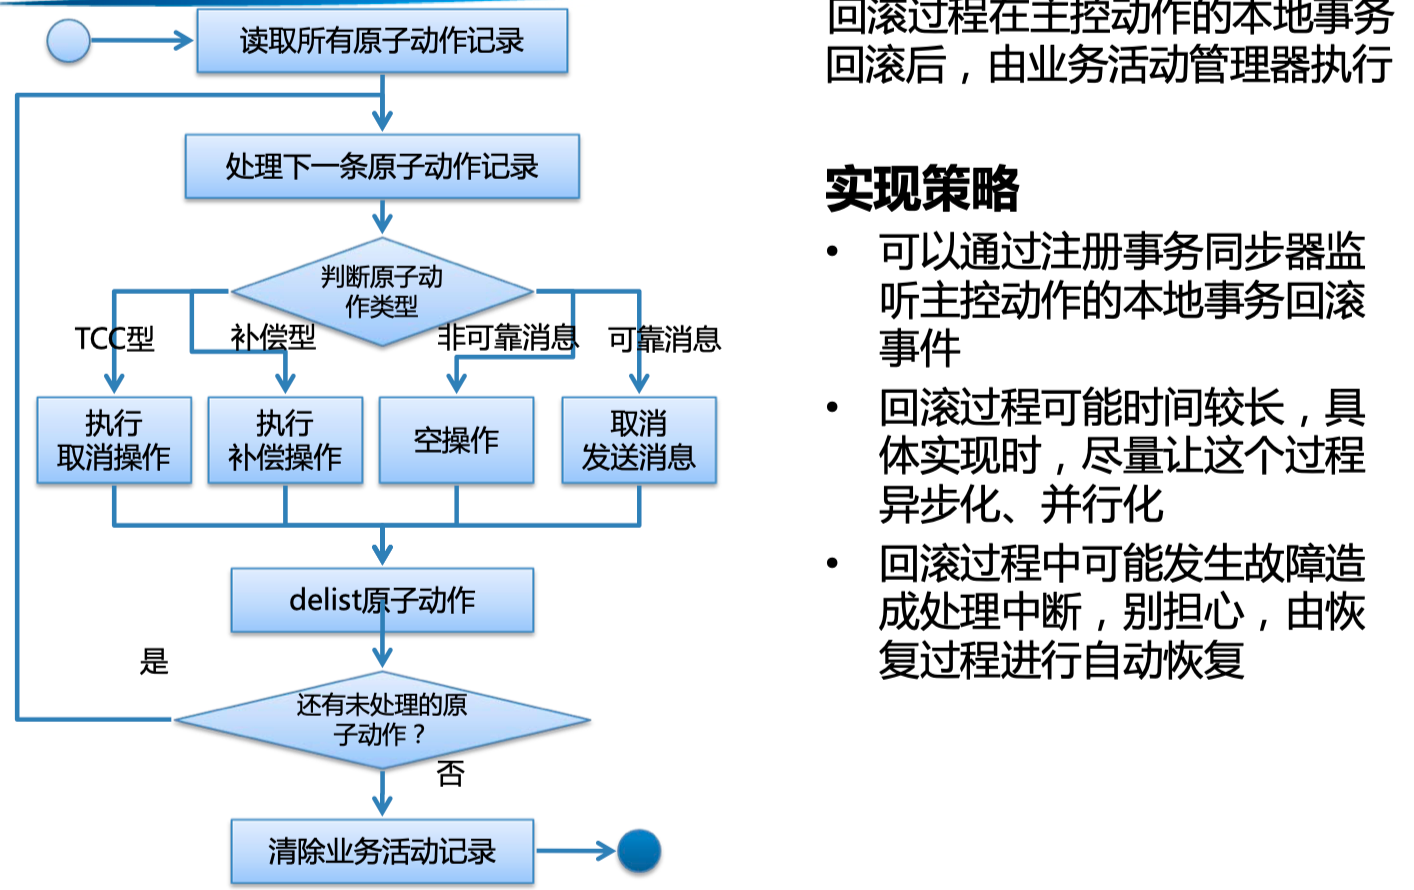 读取所有原子动作记录
处理下一条原子动作记录
判断原子动
作类型
TCC型
补偿型
非可靠消息
可靠消息
执行
取消操作
执行
补偿操作
空操作
取消
发送消息
delist原子动作
是
还有未处理的原
子动作？
否
清除业务活动记录
回滚过程在主控动作的本地事务
回滚后，由业务活动管理器执行
实现策略
• 可以通过注册事务同步器监
听主控动作的本地事务回滚
事件
• 回滚过程可能时间较长，具
体实现时，尽量让这个过程
异步化、并行化
• 回滚过程中可能发生故障造
成处理中断，别担心，由恢
复过程进行自动恢复